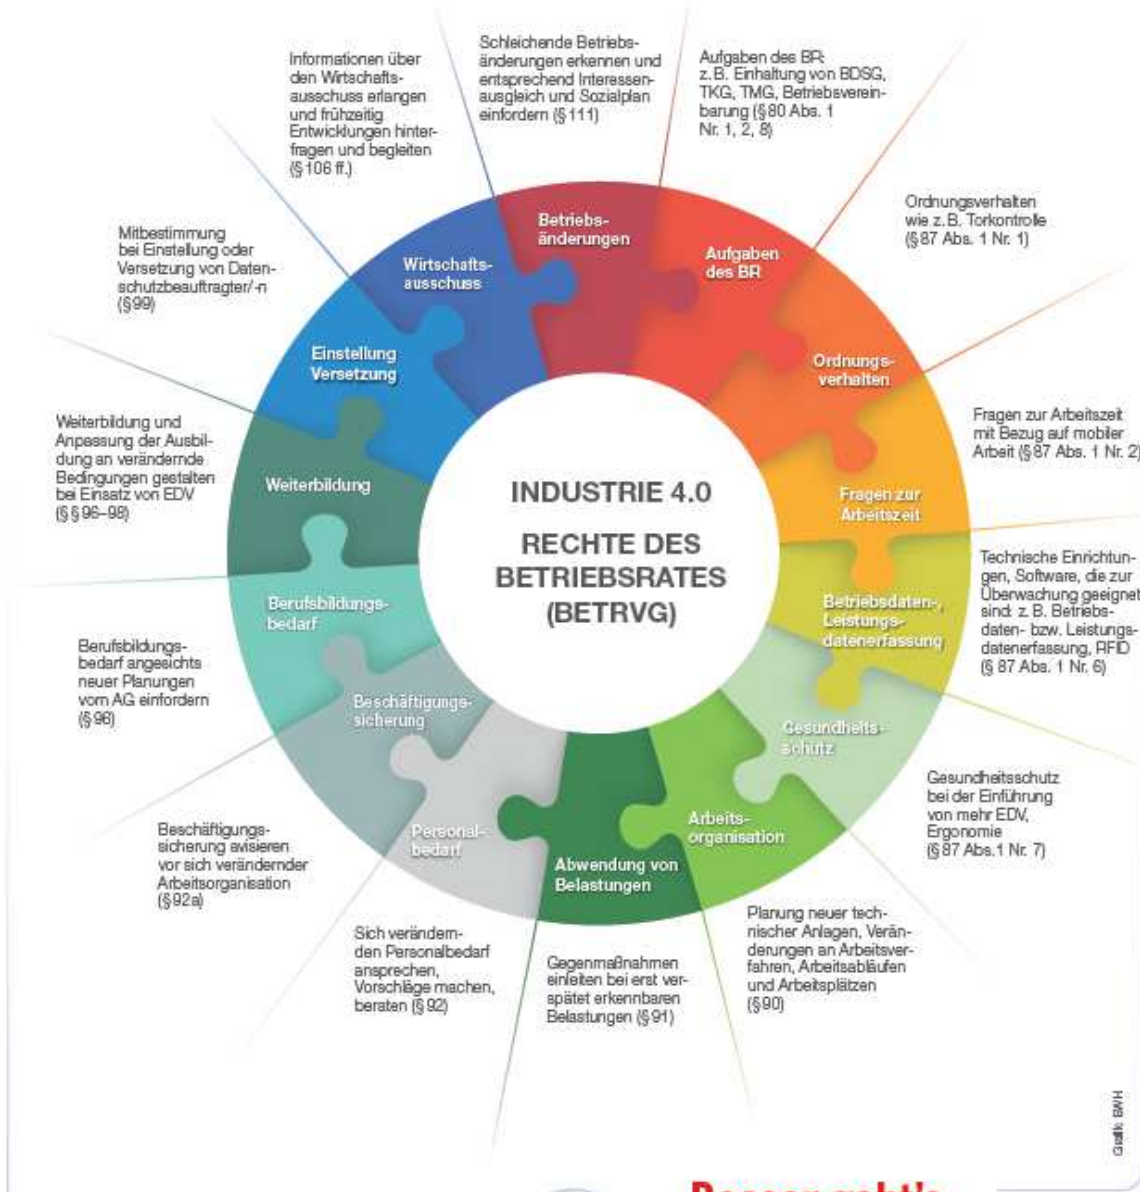 Schleichende Betriebs-
änderungen erkennen und
entsprechend Interessen-
ausgleich und Sozialplan
einfordern (§111)
Aufgaben des BR:
z.B. Einhaltung von BDSG,
TKG, TMG, Betriebsverein-
barung (§80 Abs. 1
Nr. 1, 2, 8)
Ordnungsverhalten
wie z.B. Torkontrolle
(§87 Abs. 1 Nr. 1)
Fragen zur Arbeitszeit
mit Bezug auf mobiler
Arbeit (§87 Abs. 1 Nr. 2)
Technische Einrichtun-
gen, Software, die zur
Überwachung geeignet
sind: z. B. Betriebs-
daten- bzw. Leistungs-
datenerfassung, RFID
(§ 87 Abs. 1 Nr. 6)
Gesundheitsschutz
bei der Einführung
von mehr EDV,
Ergonomie
(§87 Abs.1 Nr. 7)
Planung neuer tech-
nischer Anlagen, Verän-
derungen an Arbeitsver-
fahren, Arbeitsabläufen
und Arbeitsplätzen
(§90)
Gegenmaßnahmen
einleiten bei erst ver-
spätet erkennbaren
Belastungen (§91)
Sich verändern-
den Personalbedarf
ansprechen,
Vorschläge machen,
beraten (§92)
Beschäftigungs-
sicherung avisieren
vor sich verändernder
Arbeitsorganisation
(§92a)
Berufsbildungs-
bedarf angesichts
neuer Planungen
vom AG einfordern
(§96)
Weiterbildung und
Anpassung der Ausbil-
dung an verändernde
Bedingungen gestalten
bei Einsatz von EDV
(§§96–98)
Mitbestimmung
bei Einstellung oder
Versetzung von Daten-
schutzbeauftragter/-n
(§99)
Informationen über
den Wirtschafts-
ausschuss erlangen
und frühzeitig
Entwicklungen hinter-
fragen und begleiten
(§106 ff.)
Betriebs-
änderungen
Aufgaben
des BR
Ordnungs-
verhalten
Fragen zur
Arbeitszeit
Betriebsdaten-,
Leistungs-
datenerfassung
Gesundheits-
schutz
Arbeits-
organisation
Abwendung von
Belastungen
Personal-
bedarf
Beschäftigungs-
sicherung
Berufsbildungs-
bedarf
Weiterbildung
Einstellung
Versetzung
Wirtschafts-
ausschuss
INDUSTRIE 4.0
RECHTE DES
BETRIEBSRATES
(BETRVG)
Grafik: BWH
Besser geht's